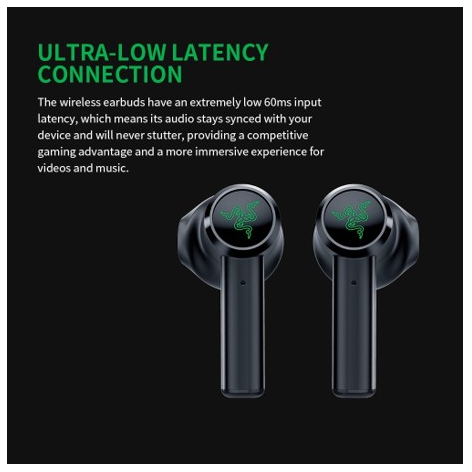 ULTRA-LOW LATENCY
CONNECTION
The wireless earbuds have an extremely low 60ms input
latency, which means its audio stays synced with your
device and will never stutter, providing a competitive
gaming advantage and a more immersive experience for
videos and music.